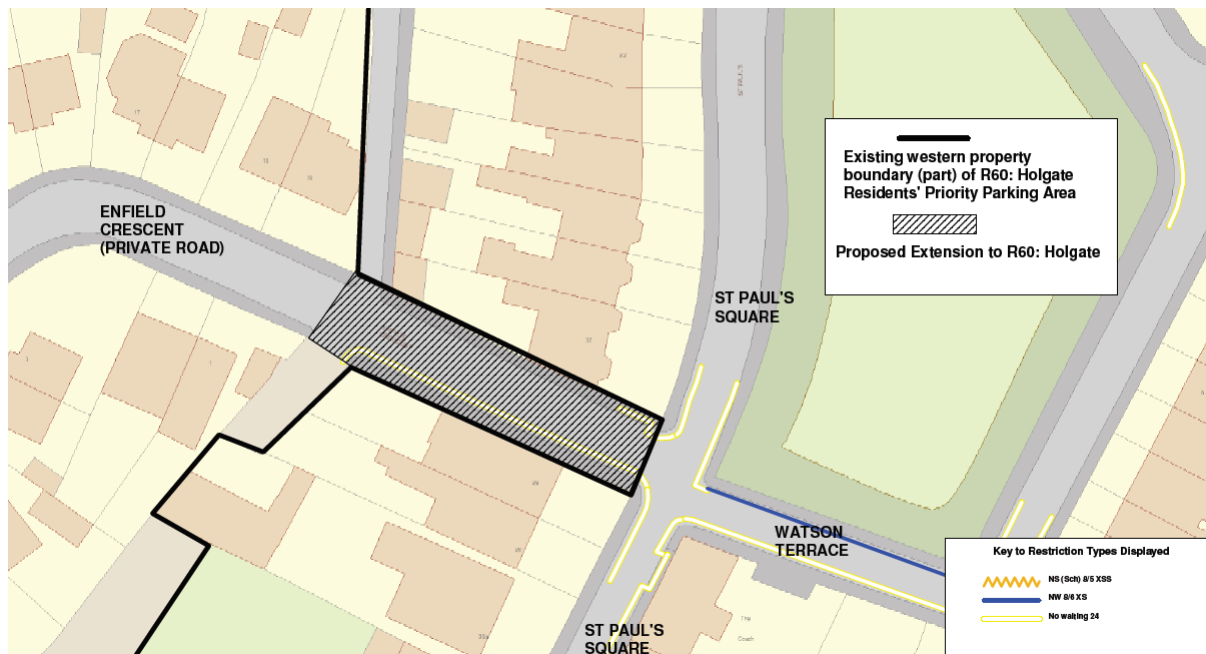 ENFIELD
CRESCENT
(PRIVATE ROAD)
Existing western property
boundary (part) of R60: Holgate
Residents' Priority Parking Area
Proposed Extension to R60: Holgate
ST PAUL'S
SQUARE
WATSON
TERRACE
ST PAUL'S
SQUARE
The
Coach
Key to Restriction Types Displayed
NS (Sch) 8/5 XSS
NW 8/6 XS
No waiting 24